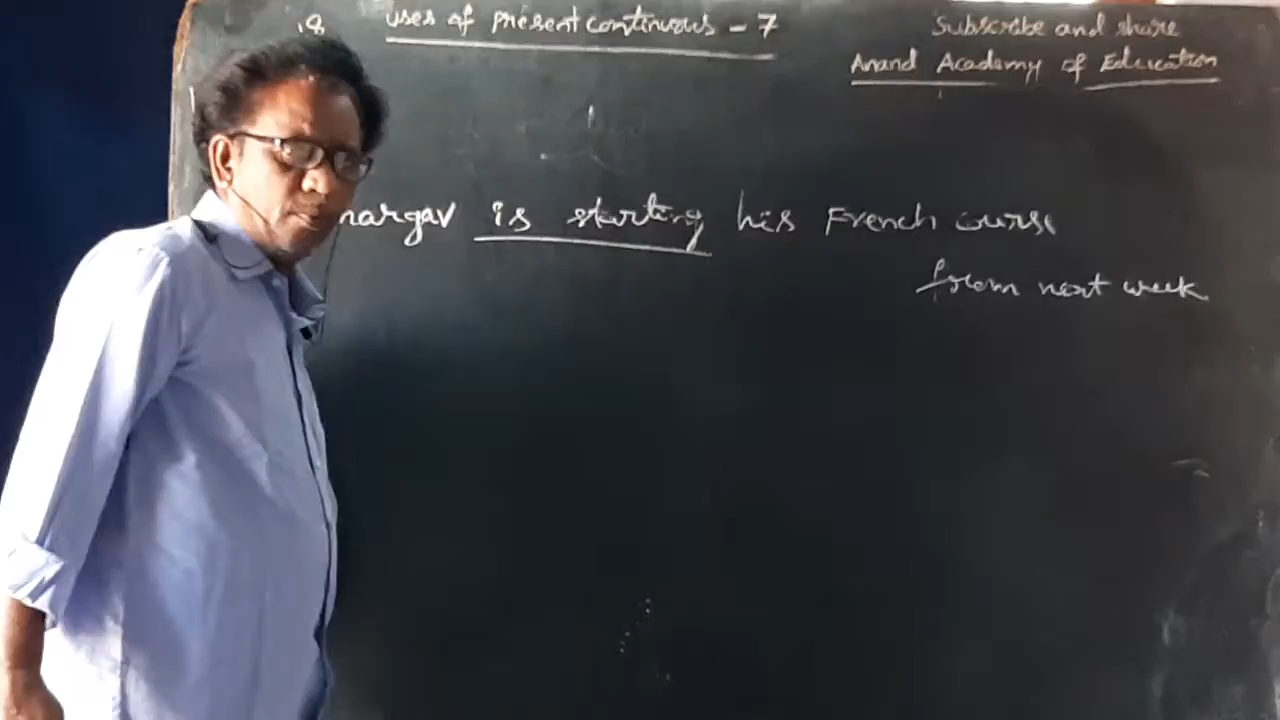 18 uses of present continuous - 7
Subscribe and share
Anand Academy of Education
is starting his French course
from next week